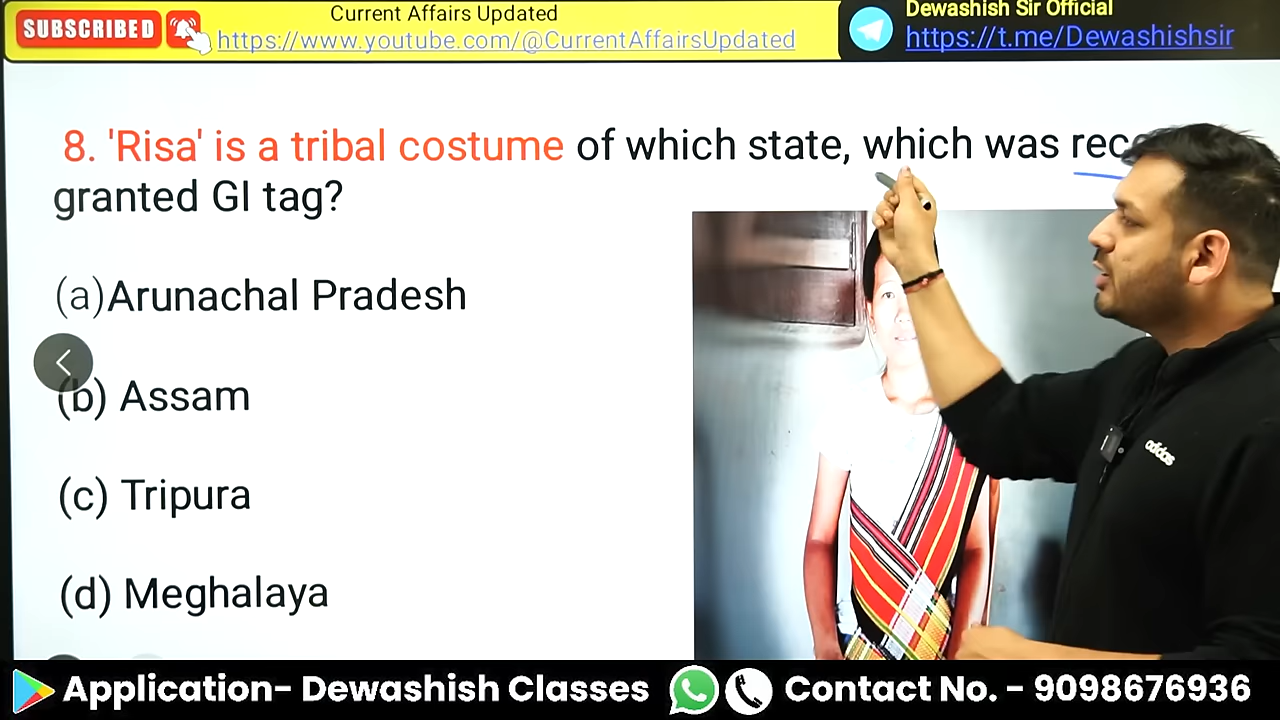 SUBSCRIBED
Current Affairs Updated
https://www.youtube.com/@CurrentAffairsUpdated
Dewashish Sir Official
https://t.me/Dewashishsir
8. 'Risa' is a tribal costume of which state, which was
granted GI tag?
(a)Arunachal Pradesh
(b) Assam
(c) Tripura
(d) Meghalaya
adidas
Application- Dewashish Classes
Contact No. - 9098676936